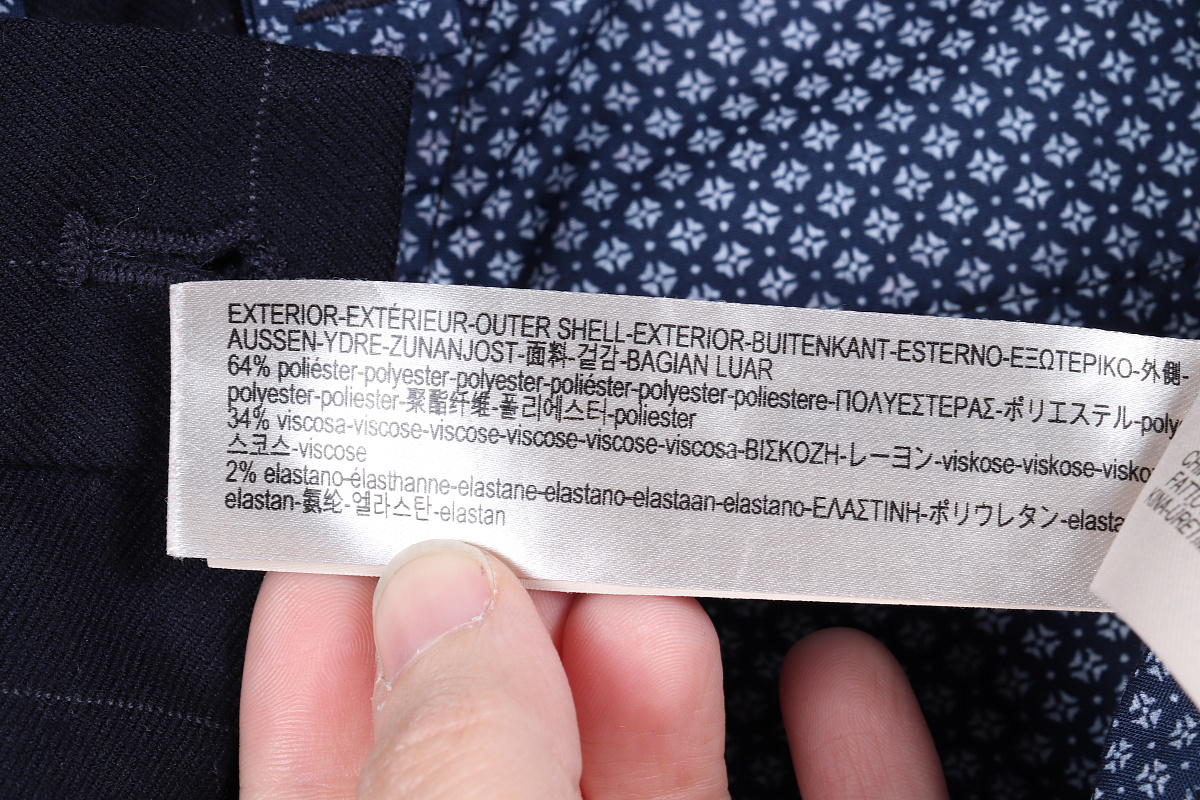 EXTERIOR-EXTÉRIEUR-OUTER SHELL-EXTERIOR-BUITENKANT-ESTERNO-ΕΞΩΤΕΡΙΚΟ-外側-
AUSSEN-YDRE-ZUNANJOST-面料-겉감-BAGIAN LUAR
64% poliéster-polyester-polyester-poliéster-polyester-poliestere-ΠΟΛΥΕΣΤΕΡΑΣ-ポリエステル-poly
polyester-poliester-聚酯纤维-폴리에스터-poliester
34% viscosa-viscose-viscose-viscose-viscose-viscosa-ΒΙΣΚΟΖΗ-レーヨン-viskose-viskose-visko
스코스-viscose
2% elastano-élasthanne-elastane-elastano-elastaan-elastano-ΕΛΑΣΤΙΝΗ-ポリウレタン-elasta
elastan-氨纶-엘라스탄-elastan